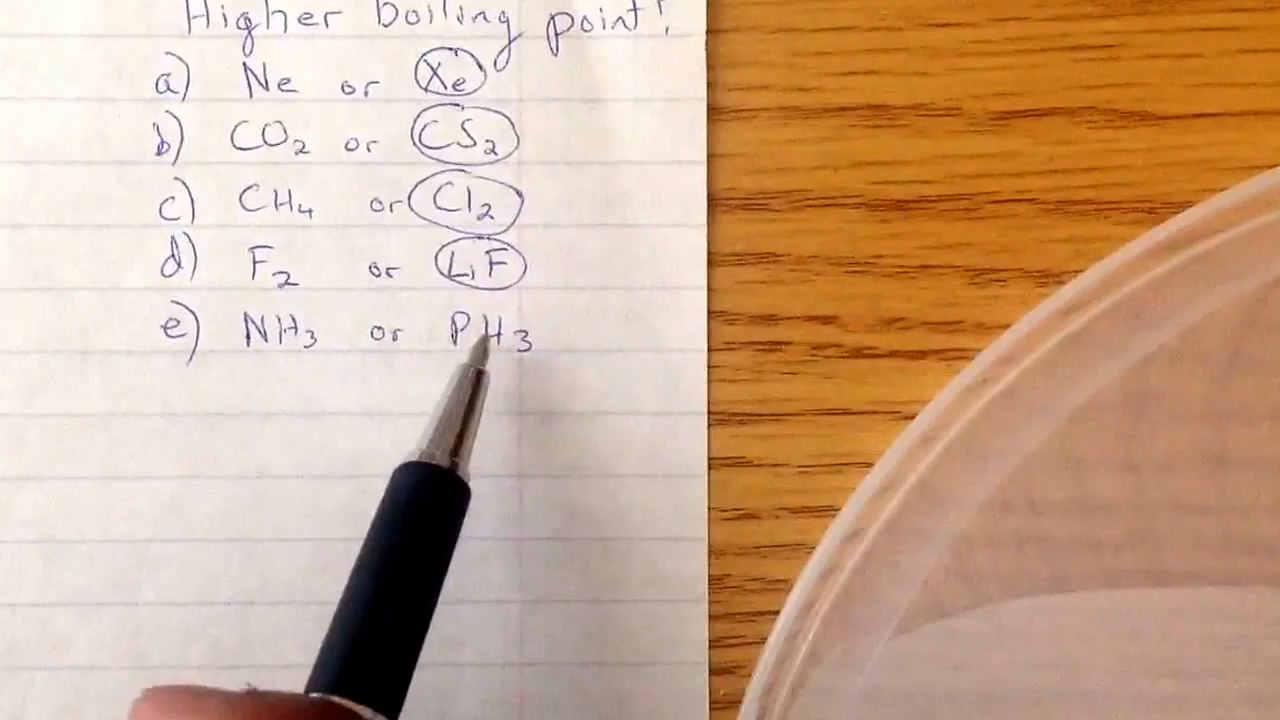 Higher boiling point?
a) Ne or Xe
b) CO₂ or CS₂
c) CH₄ or Cl₂
d) F₂ or LiF
e) NH₃ or PH₃